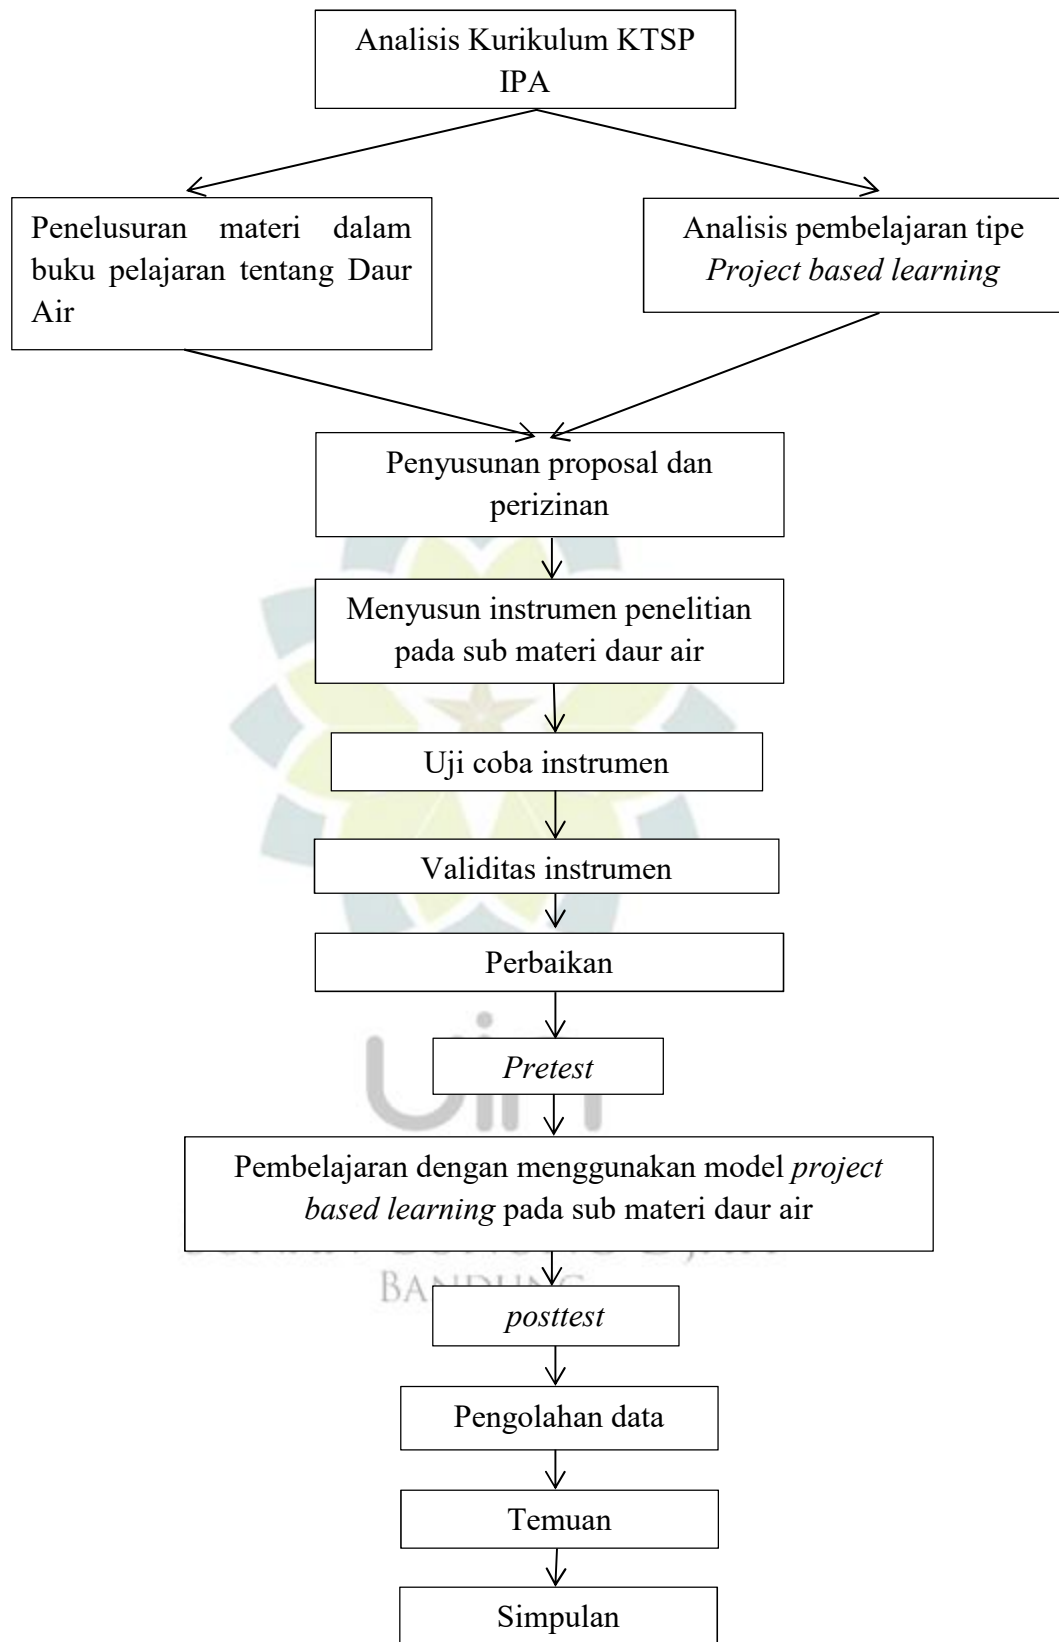 Analisis Kurikulum KTSP
IPA
Penelusuran materi dalam
buku pelajaran tentang Daur
Air
Analisis pembelajaran tipe
Project based learning
Penyusunan proposal dan
perizinan
Menyusun instrumen penelitian
pada sub materi daur air
Uji coba instrumen
Validitas instrumen
Perbaikan
Pretest
uin
Pembelajaran dengan menggunakan model project
based learning pada sub materi daur air
BANDUNG
posttest
Pengolahan data
Temuan
Simpulan